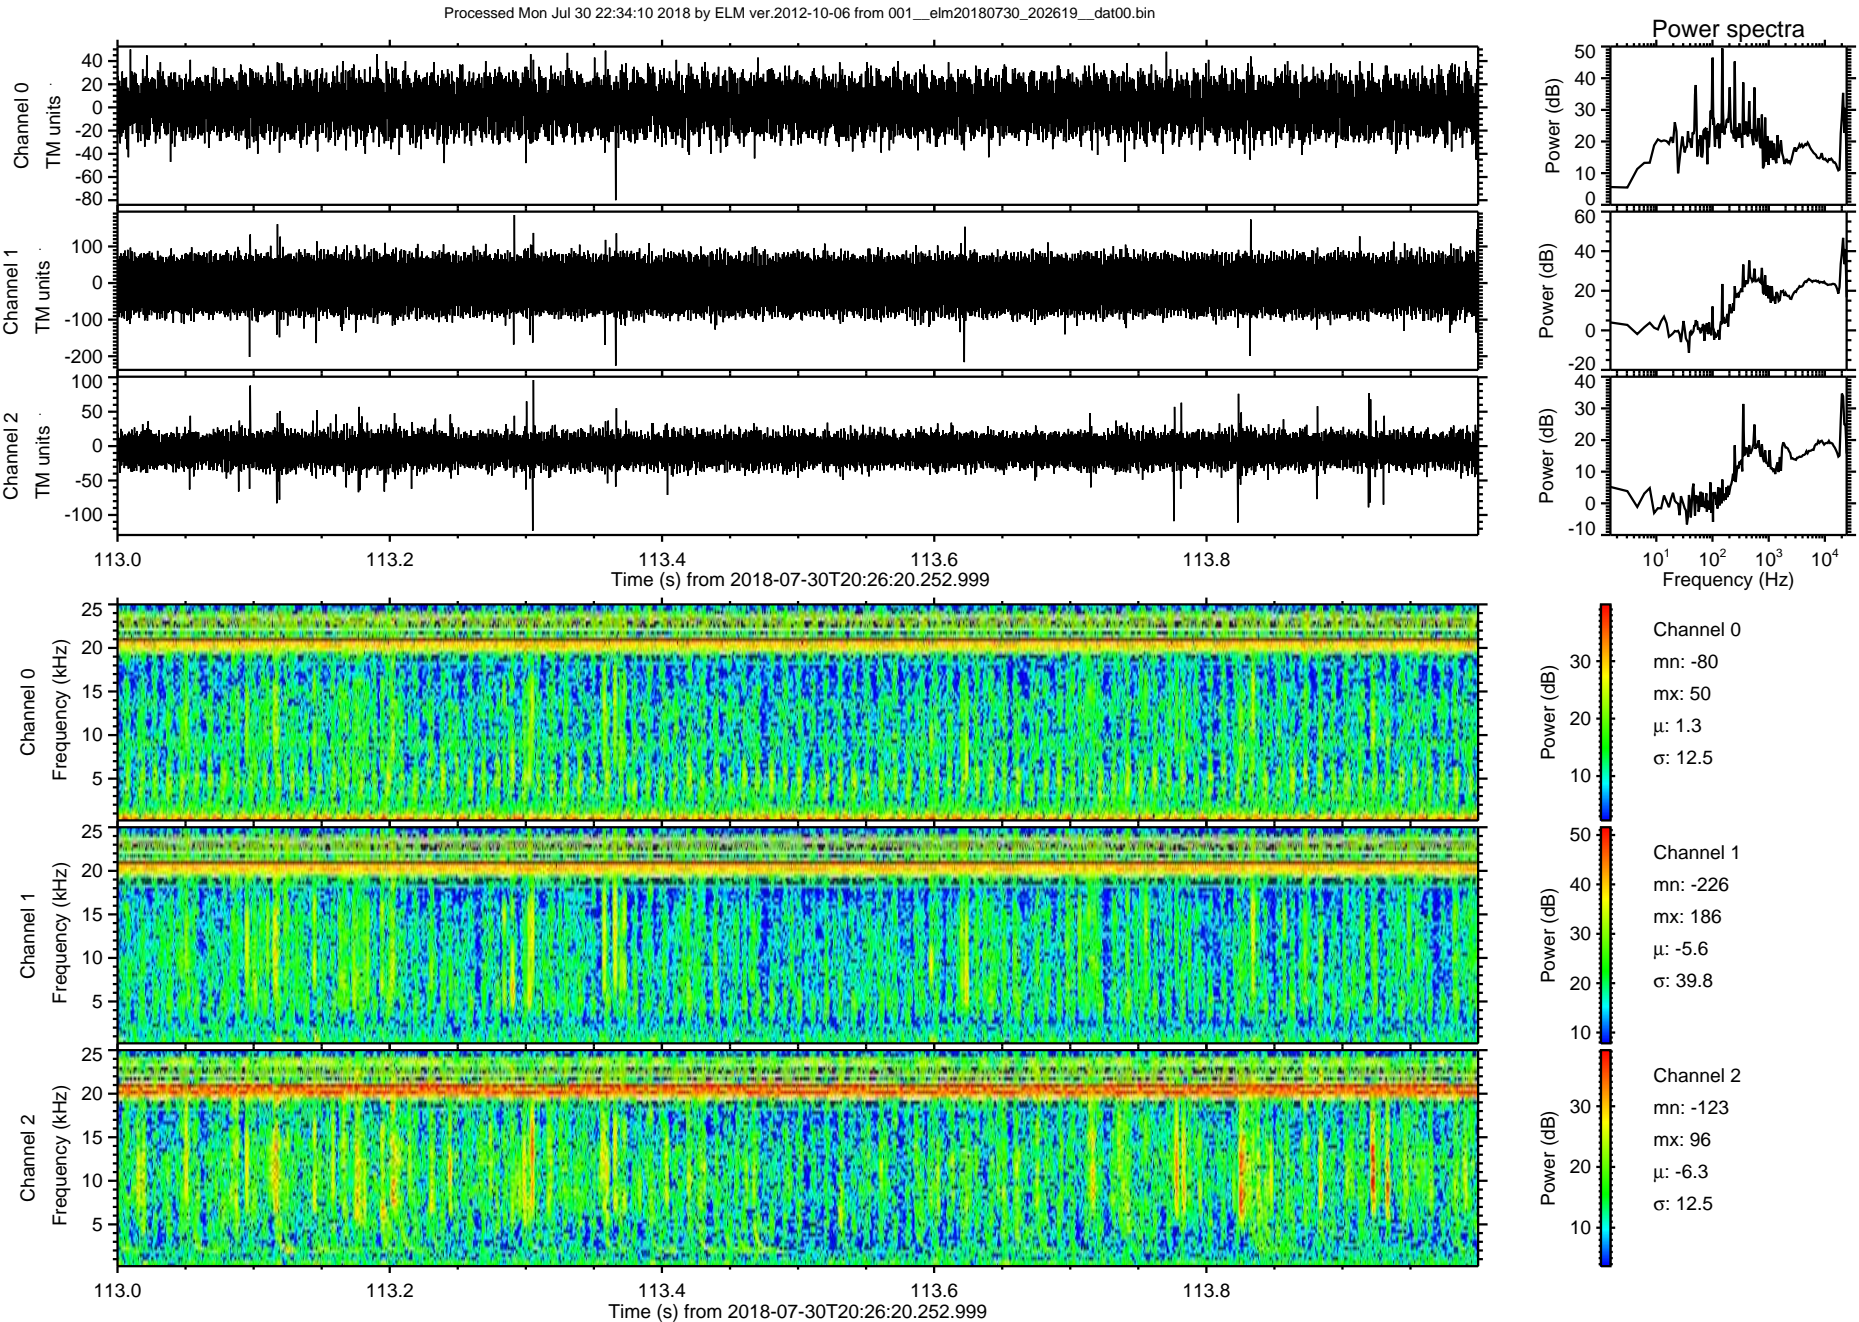 Processed Mon Jul 30 22:34:10 2018 by ELM ver.2012-10-06 from 001__elm20180730_202619__dat00.bin
Power spectra
Channel 0
TM units
40
20
0
-20
-40
-60
-80
Power (dB)
50
40
30
20
10
0
Channel 1
TM units
100
0
-100
-200
Power (dB)
60
40
20
0
-20
Channel 2
TM units
100
50
0
-50
-100
Power (dB)
40
30
20
10
0
-10
113.0 113.2 113.4 113.6 113.8
Time (s) from 2018-07-30T20:26:20.252.999
10^1 10^2 10^3 10^4
Frequency (Hz)
Channel 0
Frequency (kHz)
25
20
15
10
5
Power (dB)
30
20
10
Channel 0
mn: -80
mx: 50
μ: 1.3
σ: 12.5
Channel 1
Frequency (kHz)
25
20
15
10
5
Power (dB)
50
40
30
20
10
Channel 1
mn: -226
mx: 186
μ: -5.6
σ: 39.8
Channel 2
Frequency (kHz)
25
20
15
10
5
Power (dB)
30
20
10
Channel 2
mn: -123
mx: 96
μ: -6.3
σ: 12.5
113.0 113.2 113.4 113.6 113.8
Time (s) from 2018-07-30T20:26:20.252.999